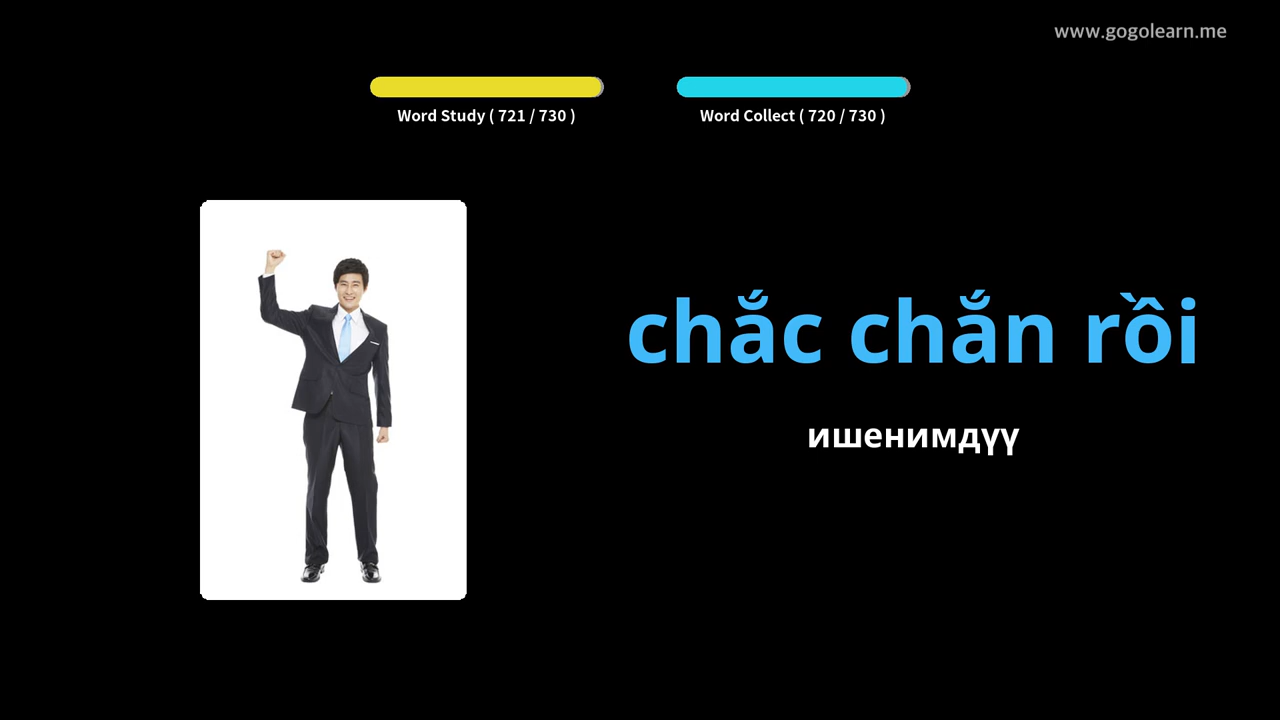 www.gogolearn.me
Word Study ( 721 / 730 )
Word Collect ( 720 / 730 )
chắc chắn rồi
ишенимдүү